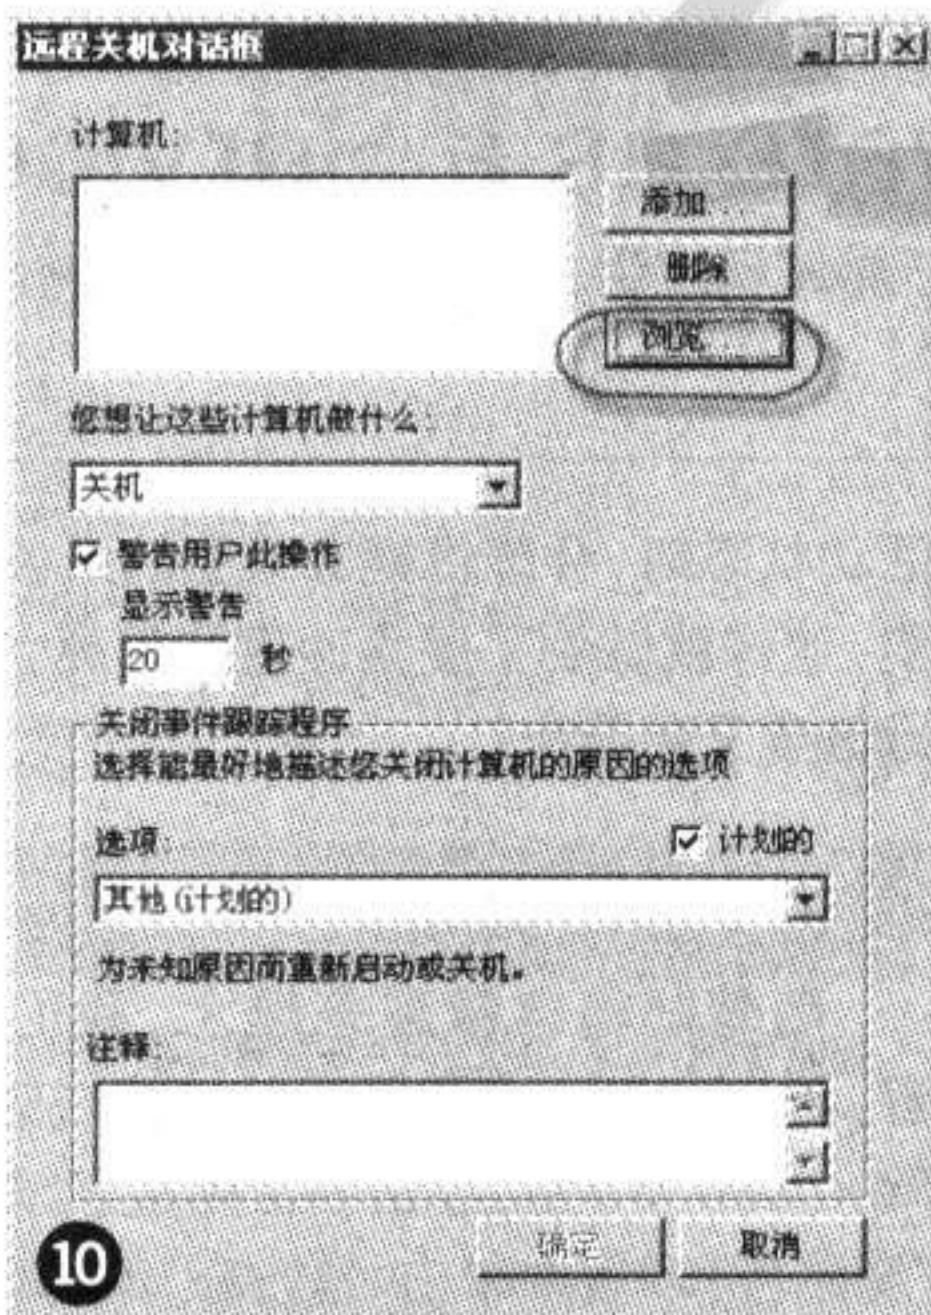 远程关机对话框
计算机:
添加...
删除
浏览...
您想让这些计算机做什么:
关机
警告用户此操作
显示警告
20 秒
关闭事件跟踪程序
选择能最好地描述您关闭计算机的原因的选项
选项: 计划的
其他(计划的)
为未知原因而重新启动或关机。
注释:
确定 取消
10